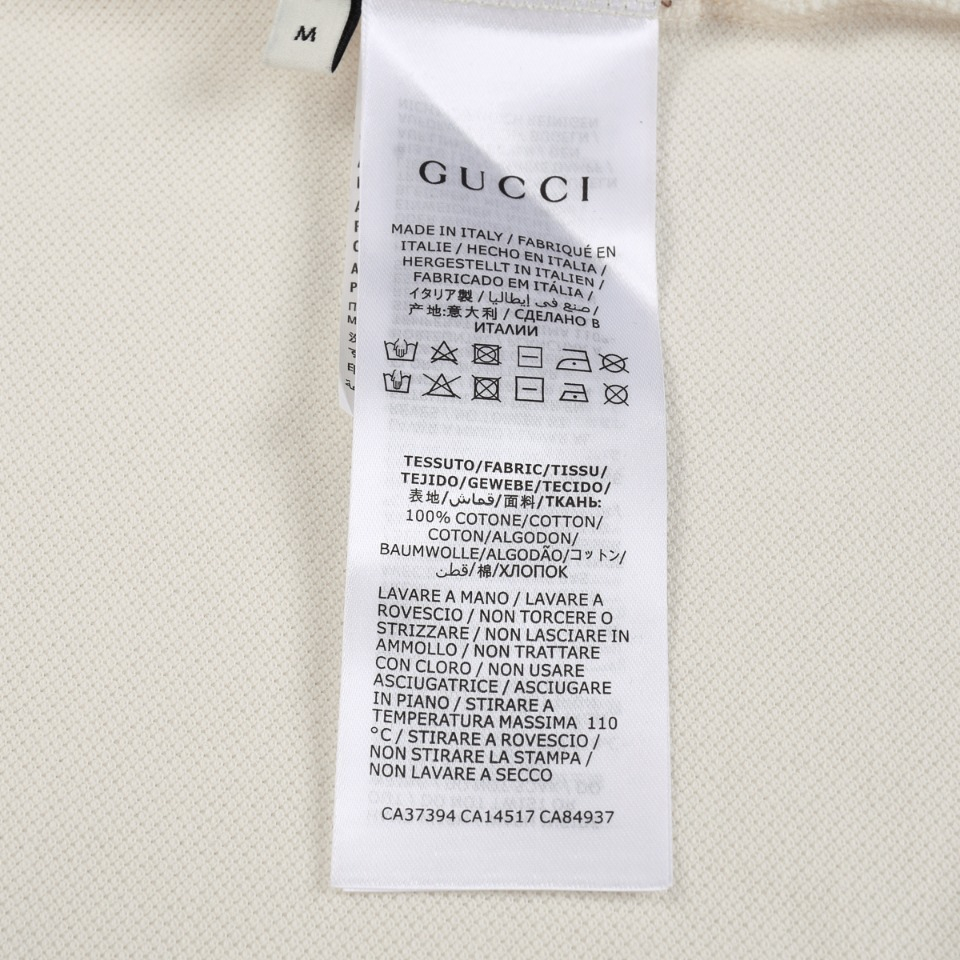 M
GUCCI
MADE IN ITALY / FABRIQUÉ EN
ITALIE / HECHO EN ITALIA /
HERGESTELLT IN ITALIEN /
FABRICADO EM ITÁLIA /
イタリア製 / صنع في إيطاليا /
产地:意大利 / СДЕЛАНО В
ИТАЛИИ
TESSUTO/FABRIC/TISSU/
TEJIDO/GEWEBE/TECIDO/
表地/قماش/面料/ТКАНЬ:
100% COTONE/COTTON/
COTON/ALGODON/
BAUMWOLLE/ALGODÃO/コットン/
قطن/棉/ХЛОПОК
LAVARE A MANO / LAVARE A
ROVESCIO / NON TORCERE O
STRIZZARE / NON LASCIARE IN
AMMOLLO / NON TRATTARE
CON CLORO / NON USARE
ASCIUGATRICE / ASCIUGARE
IN PIANO / STIRARE A
TEMPERATURA MASSIMA 110
°C / STIRARE A ROVESCIO /
NON STIRARE LA STAMPA /
NON LAVARE A SECCO
CA37394 CA14517 CA84937